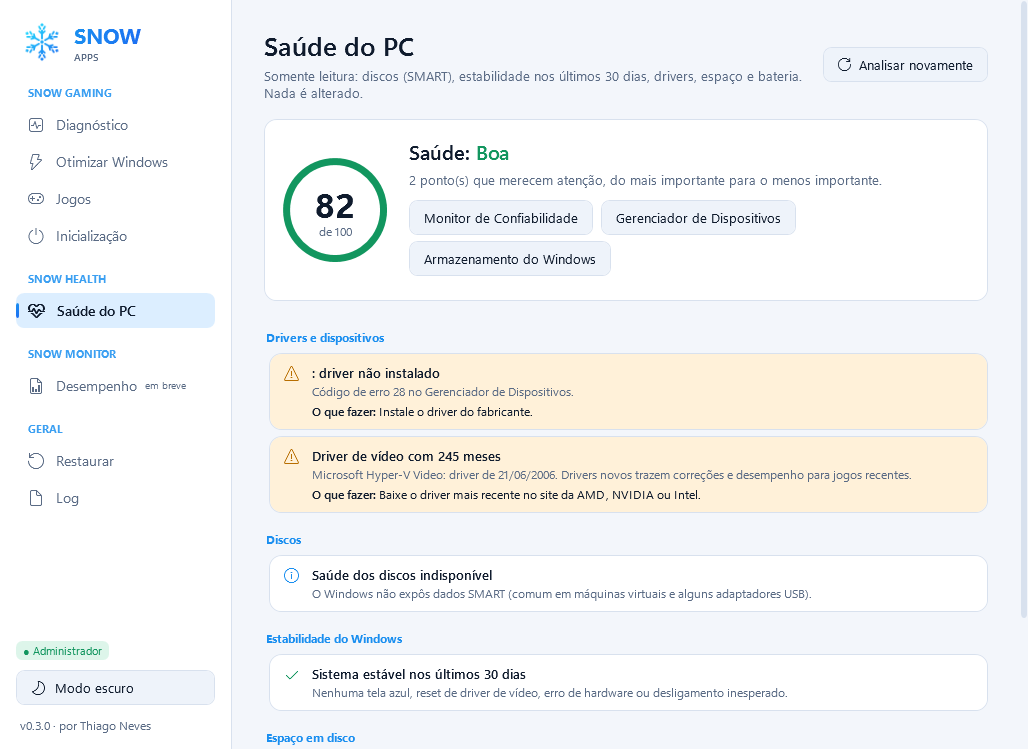 SNOW
APPS
SNOW GAMING
Diagnóstico
Otimizar Windows
Jogos
Inicialização
SNOW HEALTH
Saúde do PC
SNOW MONITOR
Desempenho em breve
GERAL
Restaurar
Log
Administrador
Modo escuro
v0.3.0 · por Thiago Neves
Saúde do PC
Somente leitura: discos (SMART), estabilidade nos últimos 30 dias, drivers, espaço e bateria.
Nada é alterado.
Analisar novamente
82
de 100
Saúde: Boa
2 ponto(s) que merecem atenção, do mais importante para o menos importante.
Monitor de Confiabilidade
Gerenciador de Dispositivos
Armazenamento do Windows
Drivers e dispositivos
: driver não instalado
Código de erro 28 no Gerenciador de Dispositivos.
O que fazer: Instale o driver do fabricante.
Driver de vídeo com 245 meses
Microsoft Hyper-V Video: driver de 21/06/2006. Drivers novos trazem correções e desempenho para jogos recentes.
O que fazer: Baixe o driver mais recente no site da AMD, NVIDIA ou Intel.
Discos
Saúde dos discos indisponível
O Windows não expôs dados SMART (comum em máquinas virtuais e alguns adaptadores USB).
Estabilidade do Windows
Sistema estável nos últimos 30 dias
Nenhuma tela azul, reset de driver de vídeo, erro de hardware ou desligamento inesperado.
Espaço em disco